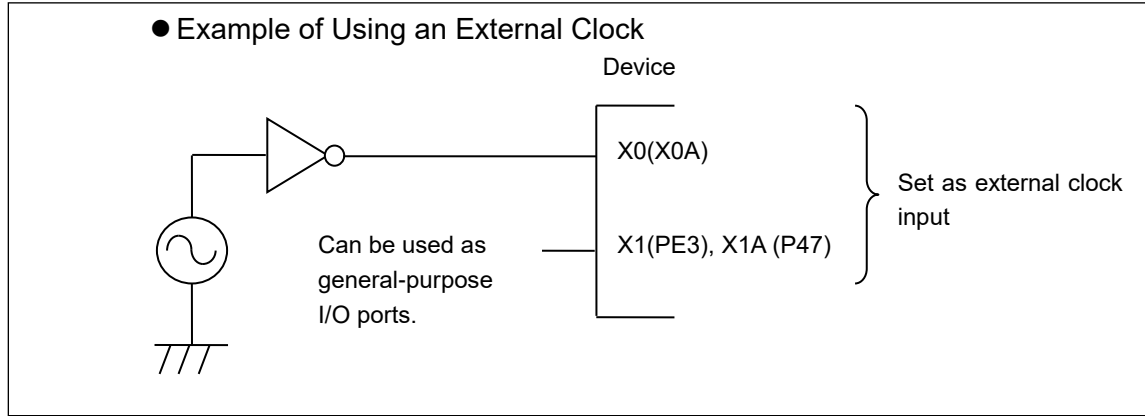 ● Example of Using an External Clock
Device
X0(X0A)
Set as external clock
input
Can be used as
general-purpose
I/O ports.
X1(PE3), X1A (P47)